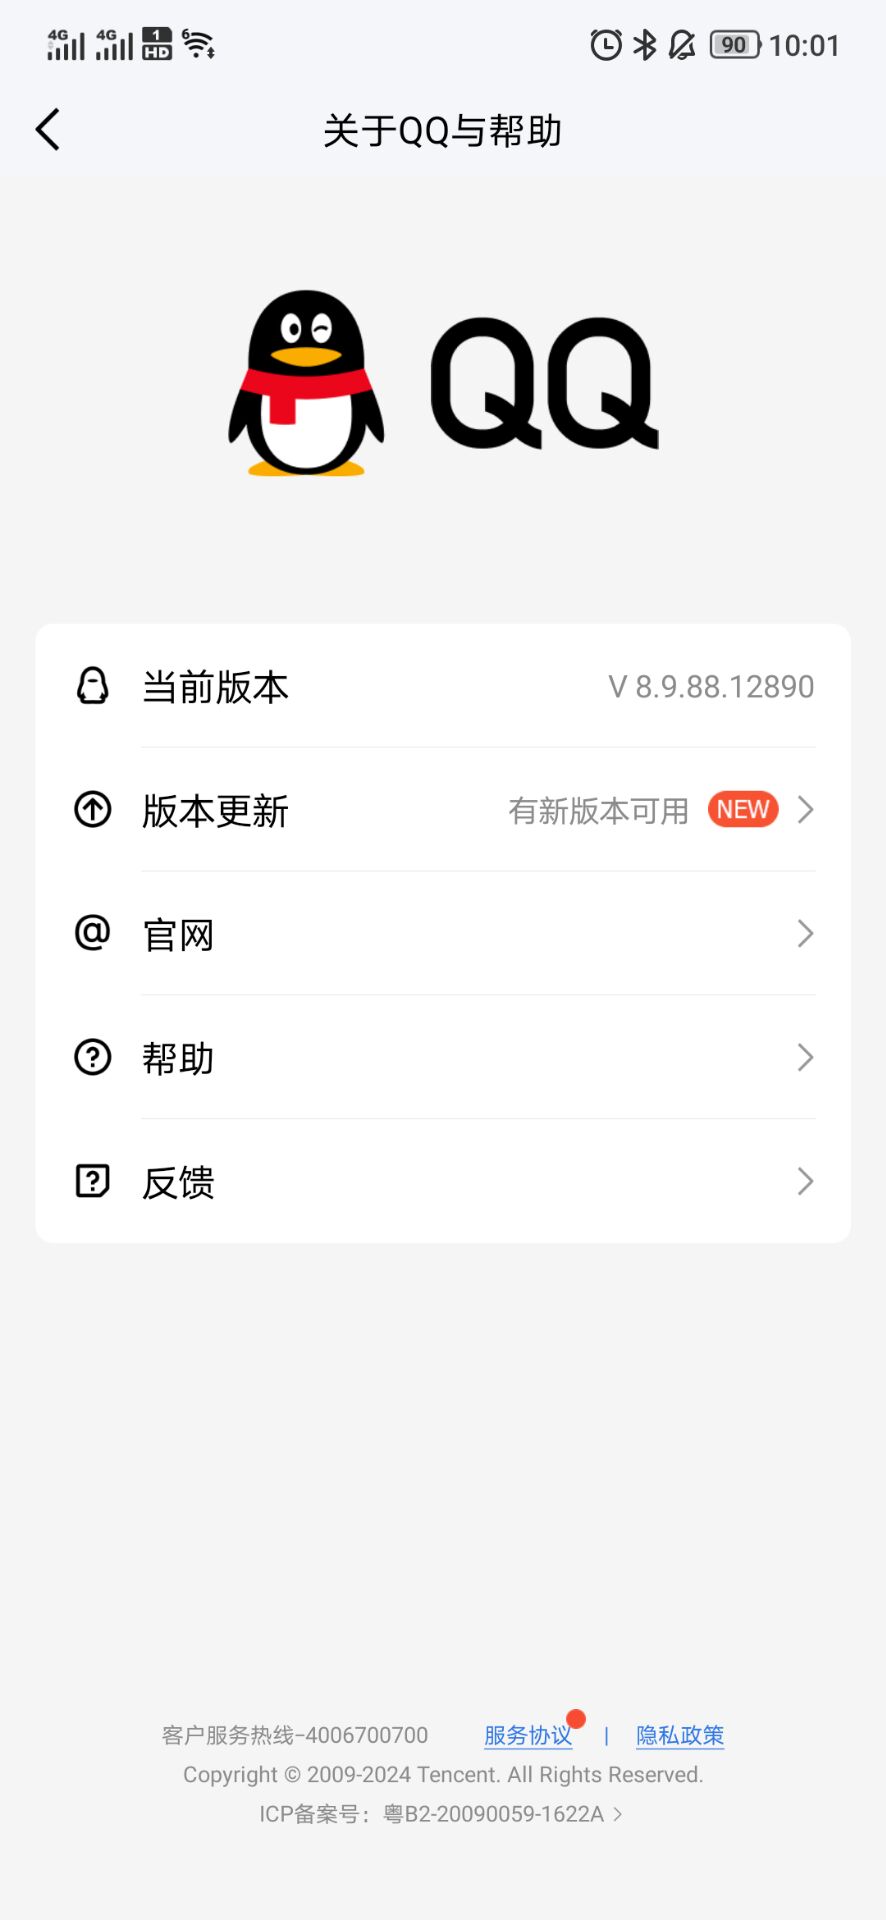 4G 4G 1 HD 6 90 10:01
关于QQ与帮助
QQ
当前版本 V 8.9.88.12890
版本更新 有新版本可用 NEW
@ 官网
帮助
反馈
客户服务热线-4006700700 服务协议 | 隐私政策
Copyright © 2009-2024 Tencent. All Rights Reserved.
ICP备案号：粤B2-20090059-1622A >